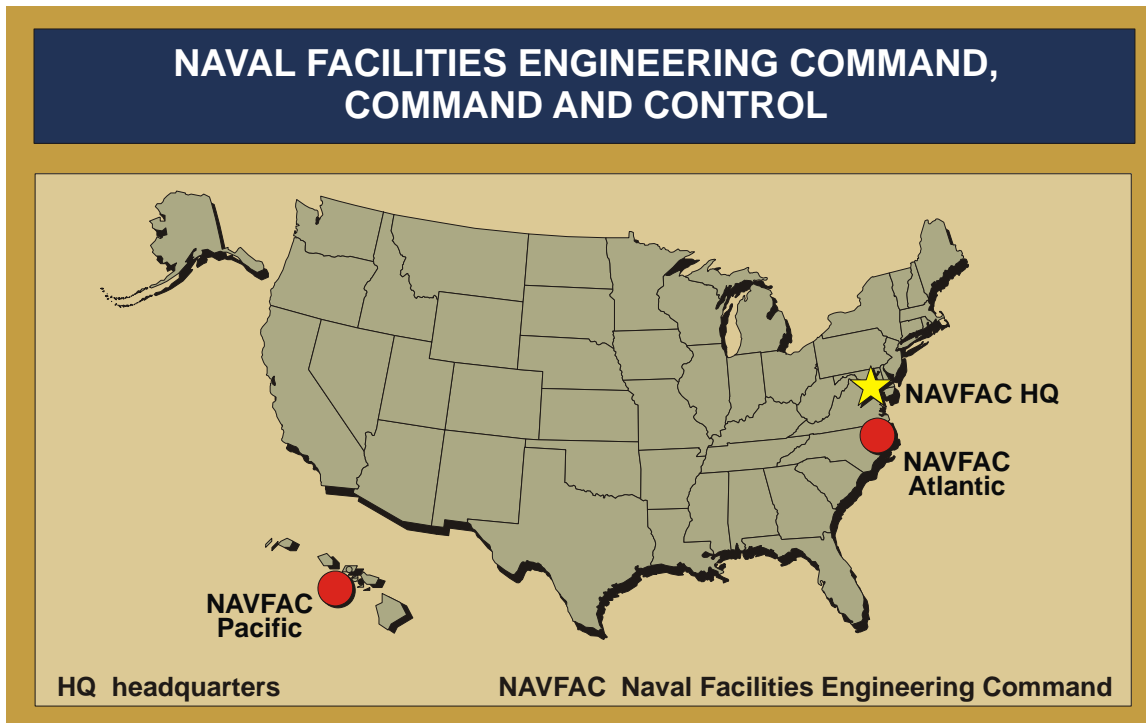 NAVAL FACILITIES ENGINEERING COMMAND,
COMMAND AND CONTROL
NAVFAC HQ
NAVFAC
Atlantic
NAVFAC
Pacific
HQ headquarters
NAVFAC Naval Facilities Engineering Command